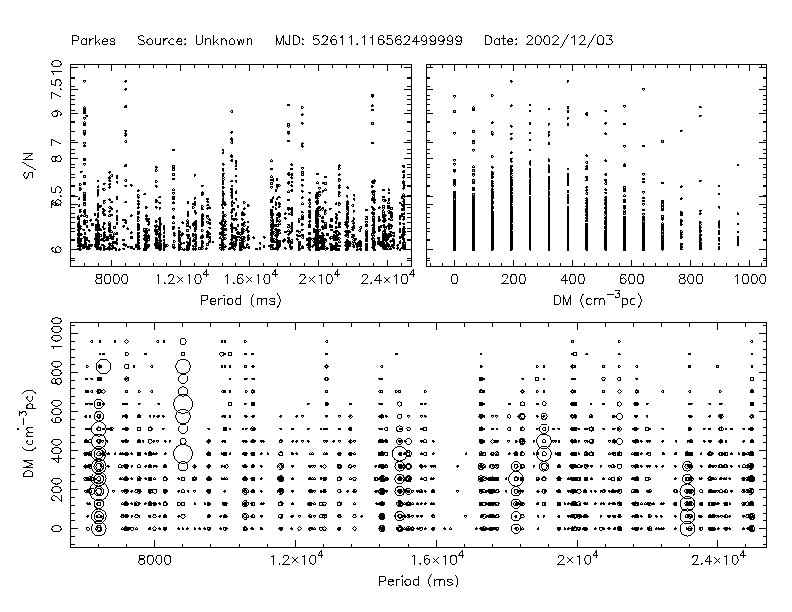 Parkes Source: Unknown MJD: 52611.116562499999 Date: 2002/12/03
S/N
6 6.5 7 8 9 7.5 10
8000 1.2×10⁴ 1.6×10⁴ 2×10⁴ 2.4×10⁴
Period (ms)
0 200 400 600 800 1000
DM (cm⁻³pc)
DM (cm⁻³pc)
0 200 400 600 800 1000
8000 1.2×10⁴ 1.6×10⁴ 2×10⁴ 2.4×10⁴
Period (ms)